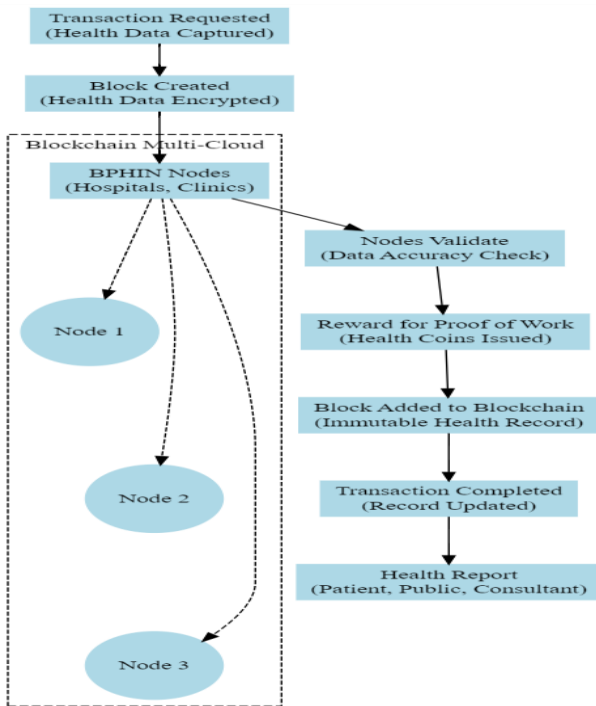 Transaction Requested
(Health Data Captured)
Block Created
(Health Data Encrypted)
Blockchain Multi-Cloud
BPHIN Nodes
(Hospitals, Clinics)
Nodes Validate
(Data Accuracy Check)
Node 1
Reward for Proof of Work
(Health Coins Issued)
Block Added to Blockchain
(Immutable Health Record)
Node 2
Transaction Completed
(Record Updated)
Health Report
(Patient, Public, Consultant)
Node 3